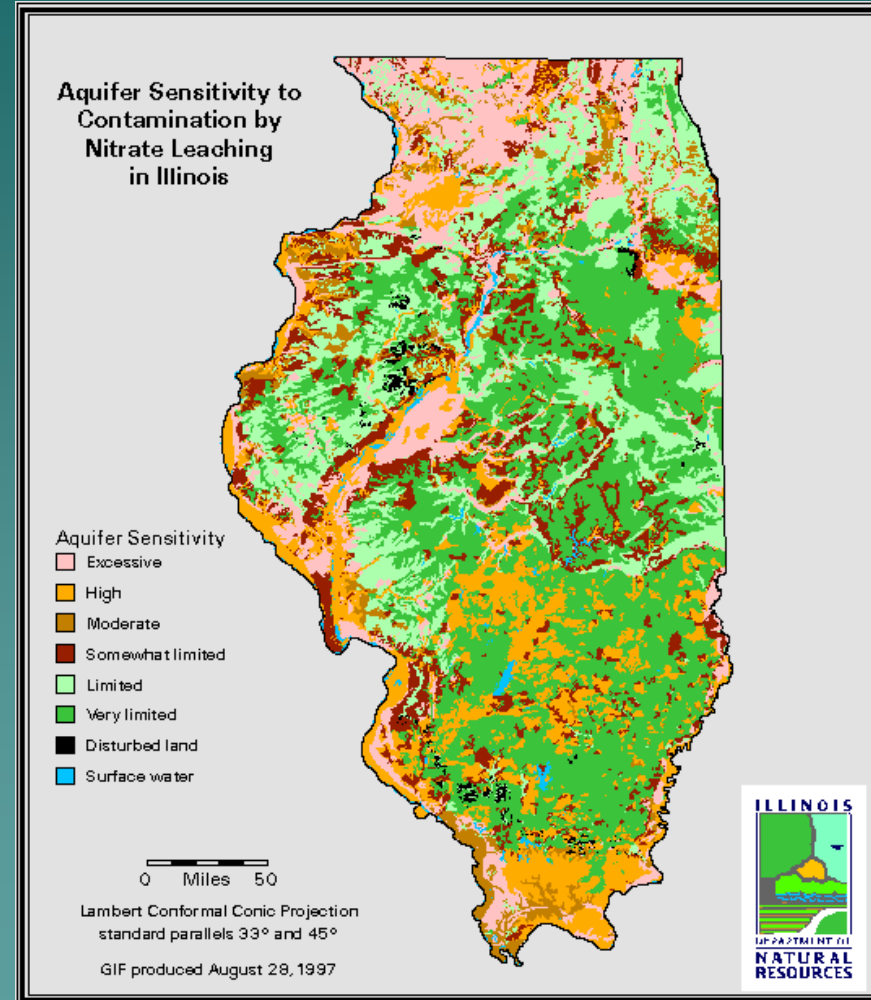 Aquifer Sensitivity to
Contamination by
Nitrate Leaching
in Illinois
Aquifer Sensitivity
Excessive
High
Moderate
Somewhat limited
Limited
Very limited
Disturbed land
Surface water
0 Miles 50
Lambert Conformal Conic Projection
standard parallels 33° and 45°
GIF produced August 28, 1997
ILLINOIS
DEPARTMENT OF
NATURAL
RESOURCES